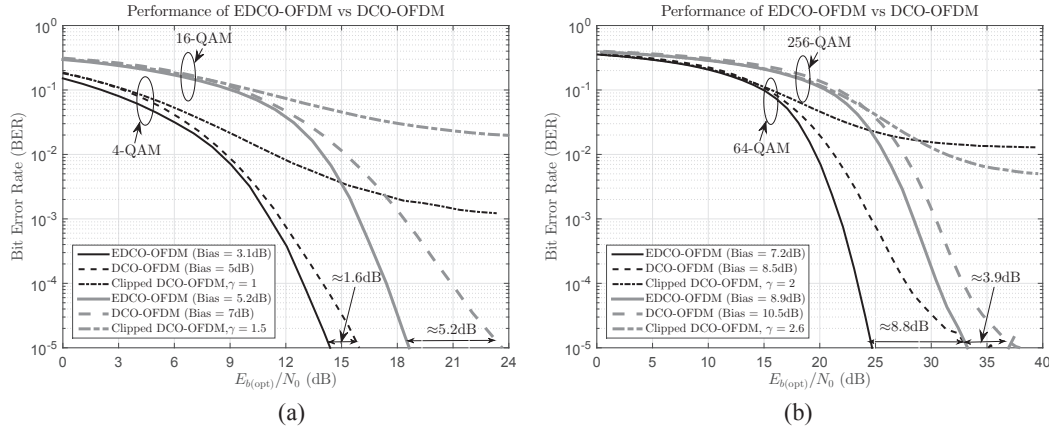 Performance of EDCO-OFDM vs DCO-OFDM
10^0
10^-1
10^-2
10^-3
10^-4
10^-5
Bit Error Rate (BER)
16-QAM
4-QAM
EDCO-OFDM (Bias = 3.1dB)
DCO-OFDM (Bias = 5dB)
Clipped DCO-OFDM,γ = 1
EDCO-OFDM (Bias = 5.2dB)
DCO-OFDM (Bias = 7dB)
Clipped DCO-OFDM,γ = 1.5
≈1.6dB
≈5.2dB
0 3 6 9 12 15 18 21 24
E_b(opt)/N_0 (dB)
(a)
Performance of EDCO-OFDM vs DCO-OFDM
10^0
10^-1
10^-2
10^-3
10^-4
10^-5
Bit Error Rate (BER)
256-QAM
64-QAM
EDCO-OFDM (Bias = 7.2dB)
DCO-OFDM (Bias = 8.5dB)
Clipped DCO-OFDM, γ = 2
EDCO-OFDM (Bias = 8.9dB)
DCO-OFDM (Bias = 10.5dB)
Clipped DCO-OFDM, γ = 2.6
≈3.9dB
≈8.8dB
0 5 10 15 20 25 30 35 40
E_b(opt)/N_0 (dB)
(b)